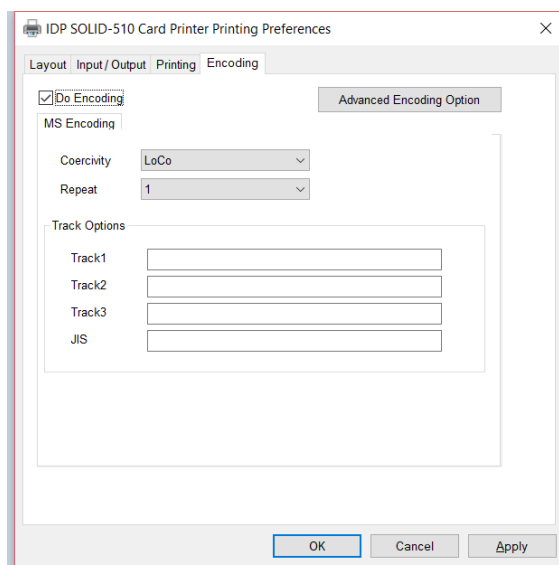 IDP SOLID-510 Card Printer Printing Preferences
Layout Input / Output Printing Encoding
Do Encoding Advanced Encoding Option
MS Encoding
Coercivity LoCo
Repeat 1
Track Options
Track1
Track2
Track3
JIS
OK Cancel Apply